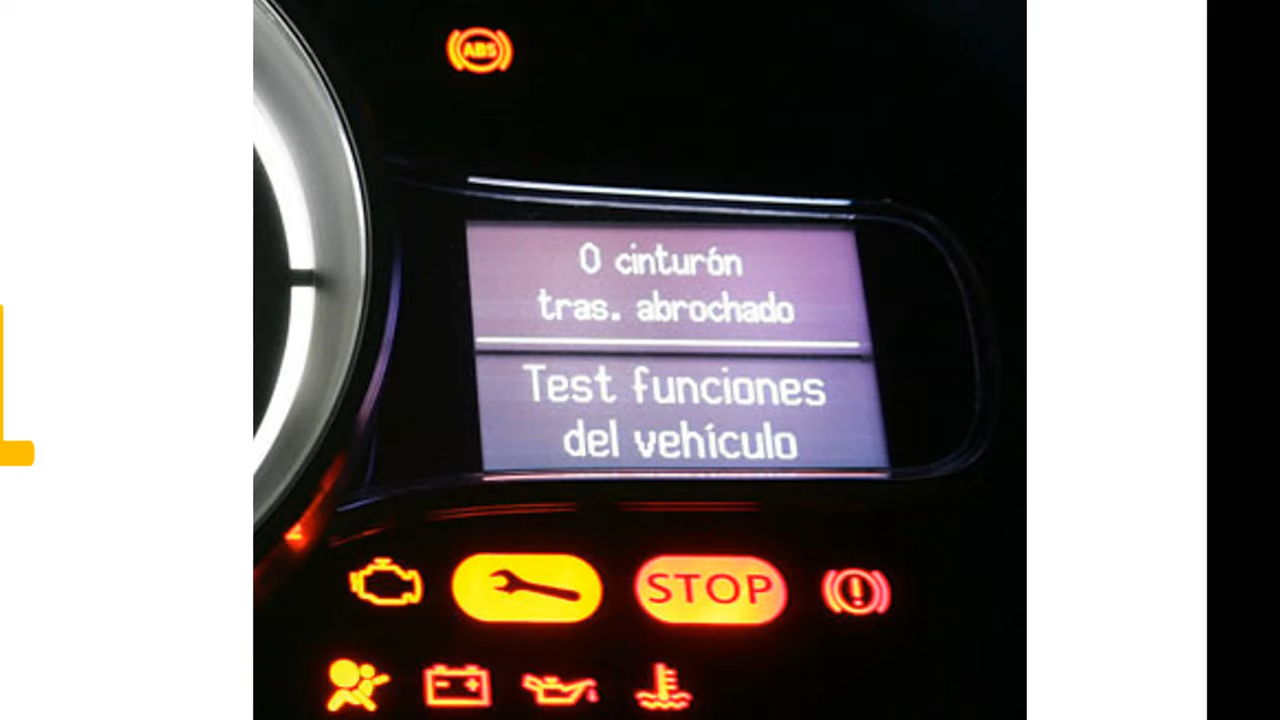 ABS
0 cinturón
tras. abrochado
Test funciones
del vehículo
STOP